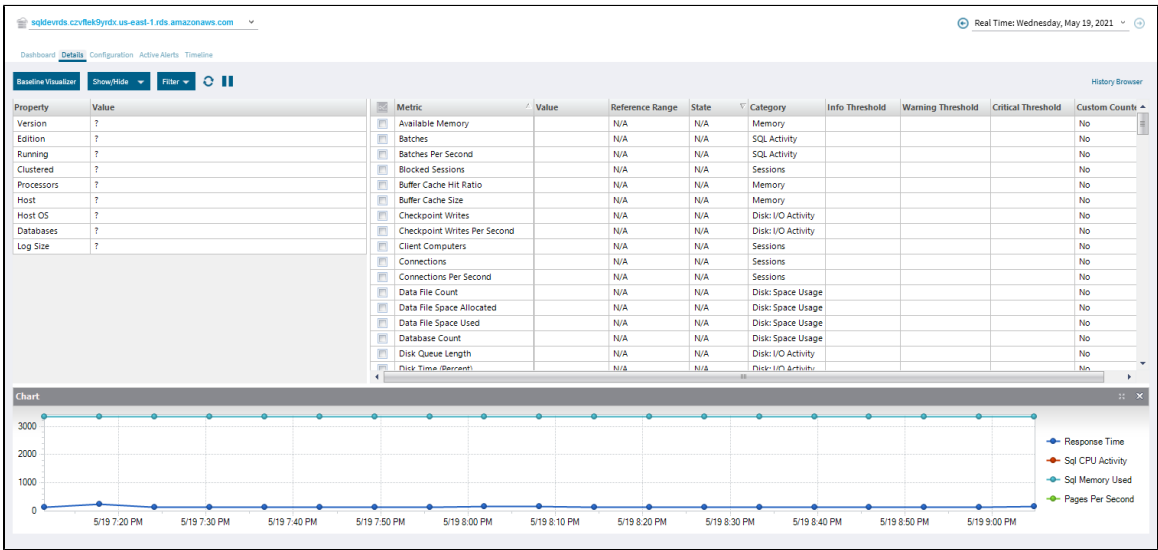 sqldevrds.czvflek9yrdx.us-east-1.rds.amazonaws.com
Real Time: Wednesday, May 19, 2021
Dashboard Details Configuration Active Alerts Timeline
Baseline Visualizer Show/Hide Filter History Browser
Property Value
Version ?
Edition ?
Running ?
Clustered ?
Processors ?
Host ?
Host OS ?
Databases ?
Log Size ?
Metric Value Reference Range State Category Info Threshold Warning Threshold Critical Threshold Custom Counte
Available Memory N/A N/A Memory No
Batches N/A N/A SQL Activity No
Batches Per Second N/A N/A SQL Activity No
Blocked Sessions N/A N/A Sessions No
Buffer Cache Hit Ratio N/A N/A Memory No
Buffer Cache Size N/A N/A Memory No
Checkpoint Writes N/A N/A Disk: I/O Activity No
Checkpoint Writes Per Second N/A N/A Disk: I/O Activity No
Client Computers N/A N/A Sessions No
Connections N/A N/A Sessions No
Connections Per Second N/A N/A Sessions No
Data File Count N/A N/A Disk: Space Usage No
Data File Space Allocated N/A N/A Disk: Space Usage No
Data File Space Used N/A N/A Disk: Space Usage No
Database Count N/A N/A Disk: Space Usage No
Disk Queue Length N/A N/A Disk: I/O Activity No
Disk Time (Percent) N/A N/A Disk: I/O Activity No
Chart
3000
2000
1000
0
5/19 7:20 PM 5/19 7:30 PM 5/19 7:40 PM 5/19 7:50 PM 5/19 8:00 PM 5/19 8:10 PM 5/19 8:20 PM 5/19 8:30 PM 5/19 8:40 PM 5/19 8:50 PM 5/19 9:00 PM
Response Time
Sql CPU Activity
Sql Memory Used
Pages Per Second